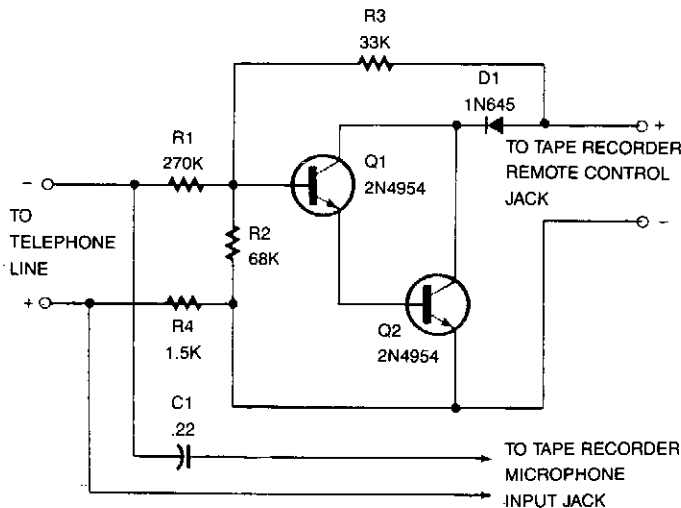 R3
33K
D1
1N645
+
R1
270K
TO TAPE RECORDER
REMOTE CONTROL
JACK
Q1
2N4954
-
TO
TELEPHONE
LINE
R2
68K
-
+
R4
1.5K
Q2
2N4954
C1
.22
TO TAPE RECORDER
MICROPHONE
INPUT JACK